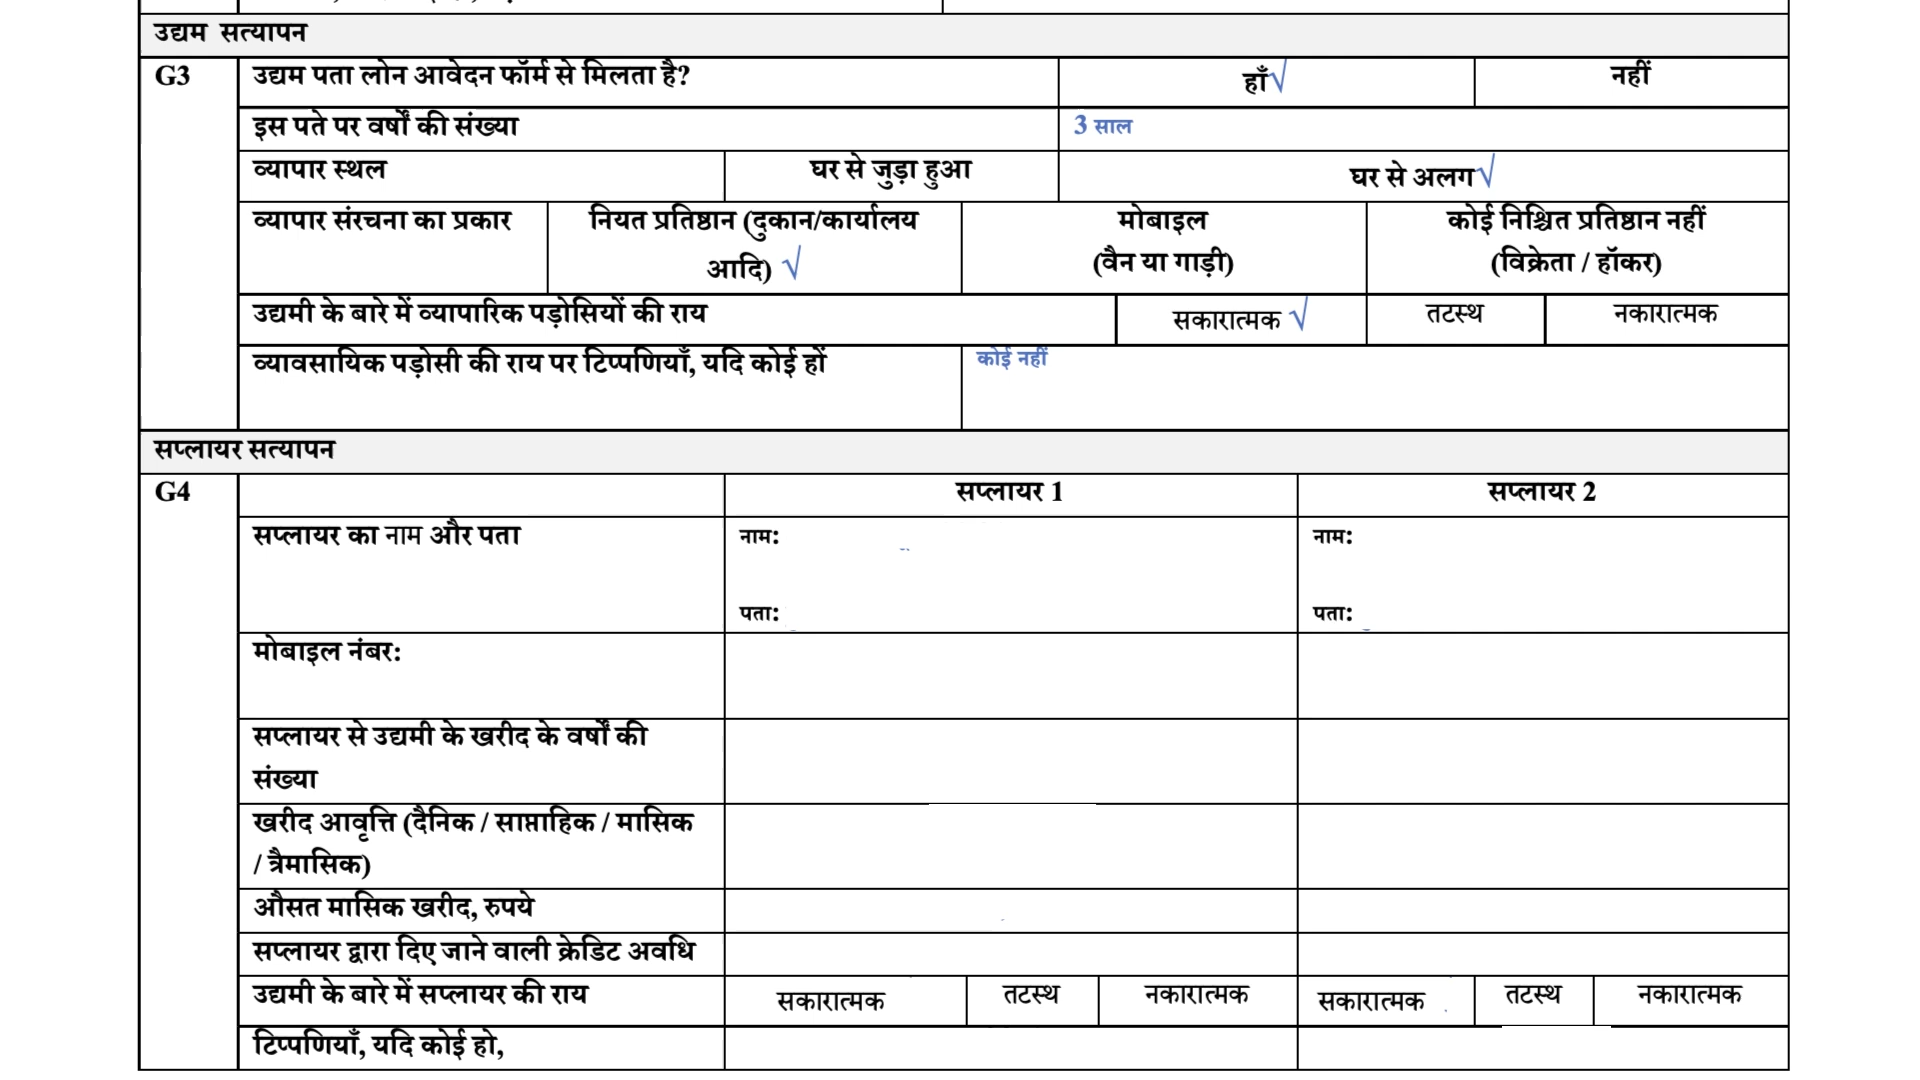 उद्यम सत्यापन
G3 उद्यम पता लोन आवेदन फॉर्म से मिलता है? हाँ√ नहीं
इस पते पर वर्षों की संख्या 3 साल
व्यापार स्थल घर से जुड़ा हुआ घर से अलग√
व्यापार संरचना का प्रकार नियत प्रतिष्ठान (दुकान/कार्यालय
आदि) √
मोबाइल
(वैन या गाड़ी)
कोई निश्चित प्रतिष्ठान नहीं
(विक्रेता / हॉकर)
उद्यमी के बारे में व्यापारिक पड़ोसियों की राय सकारात्मक √ तटस्थ नकारात्मक
व्यावसायिक पड़ोसी की राय पर टिप्पणियाँ, यदि कोई हों कोई नहीं
सप्लायर सत्यापन
G4 सप्लायर 1 सप्लायर 2
सप्लायर का नाम और पता नाम: नाम:
पता: पता:
मोबाइल नंबर:
सप्लायर से उद्यमी के खरीद के वर्षों की
संख्या
खरीद आवृत्ति (दैनिक / साप्ताहिक / मासिक
/ त्रैमासिक)
औसत मासिक खरीद, रुपये
सप्लायर द्वारा दिए जाने वाली क्रेडिट अवधि
उद्यमी के बारे में सप्लायर की राय सकारात्मक तटस्थ नकारात्मक सकारात्मक तटस्थ नकारात्मक
टिप्पणियाँ, यदि कोई हो,